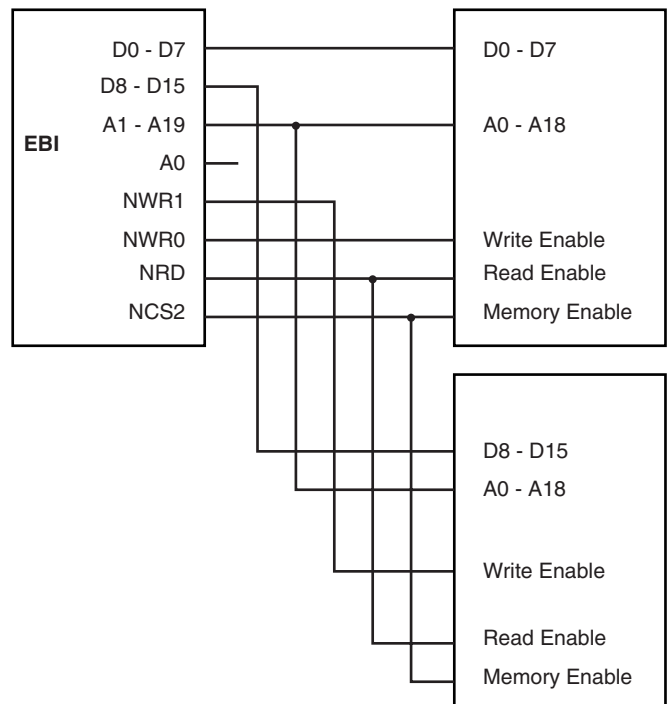 D0 - D7
D8 - D15
A1 - A19
EBI
A0
NWR1
NWR0
NRD
NCS2
D0 - D7
A0 - A18
Write Enable
Read Enable
Memory Enable
D8 - D15
A0 - A18
Write Enable
Read Enable
Memory Enable